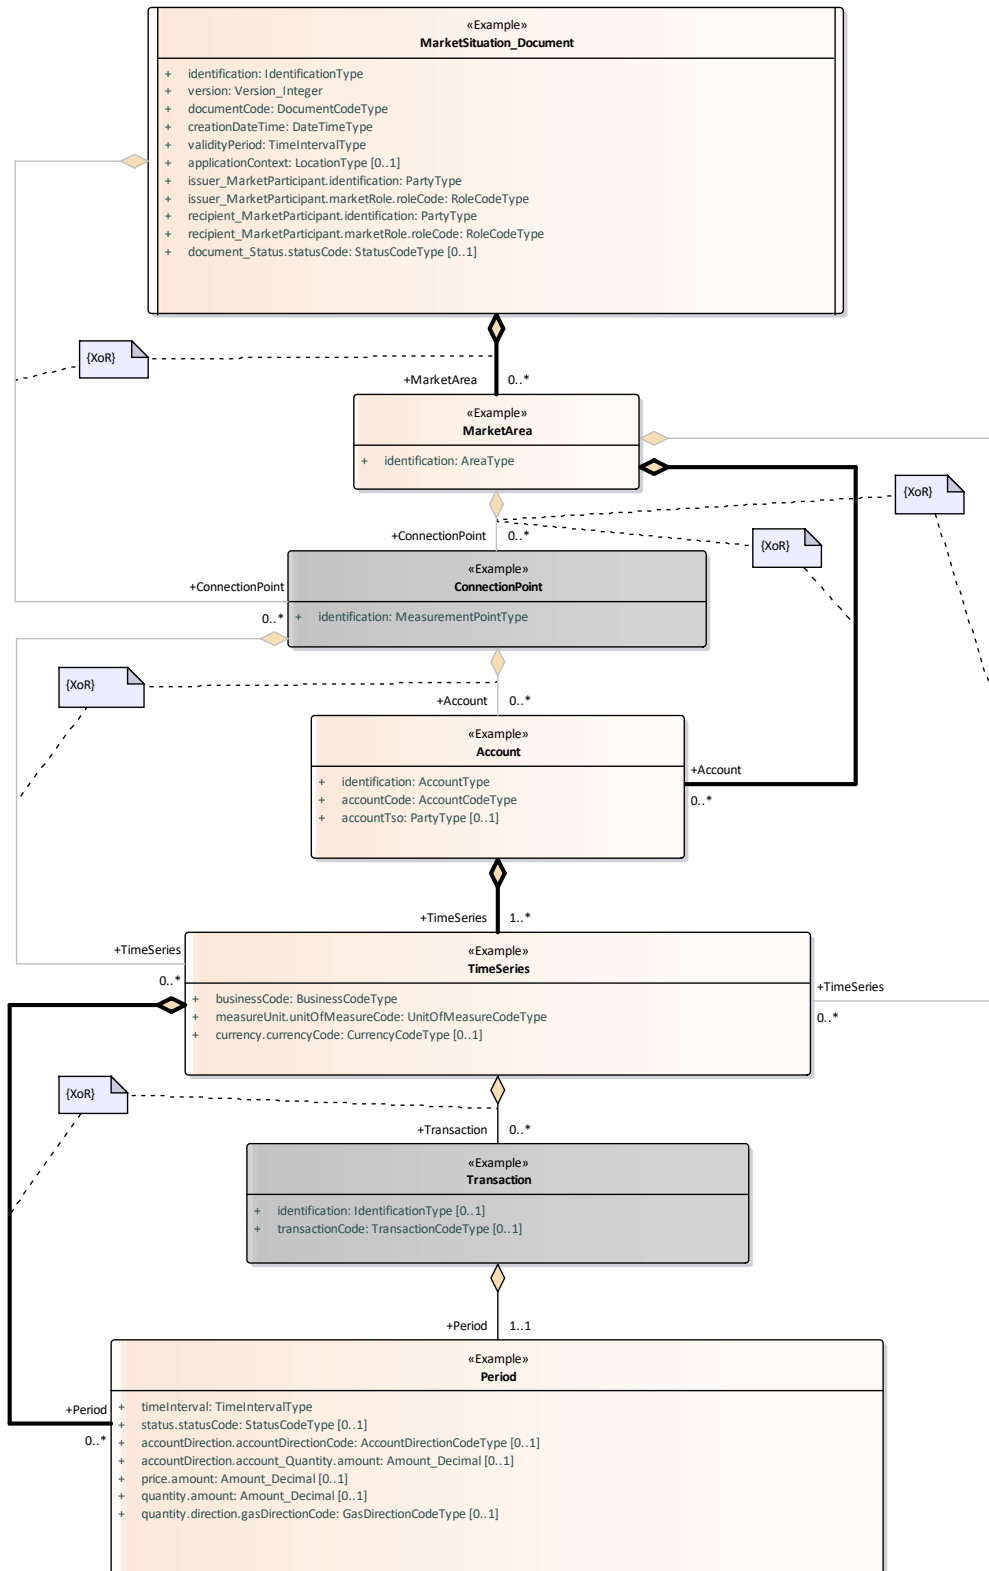 «Example»
MarketSituation_Document
+ identification: IdentificationType
+ version: Version_Integer
+ documentCode: DocumentCodeType
+ creationDateTime: DateTimeType
+ validityPeriod: TimeIntervalType
+ applicationContext: LocationType [0..1]
+ issuer_MarketParticipant.identification: PartyType
+ issuer_MarketParticipant.marketRole.roleCode: RoleCodeType
+ recipient_MarketParticipant.identification: PartyType
+ recipient_MarketParticipant.marketRole.roleCode: RoleCodeType
+ document_Status.statusCode: StatusCodeType [0..1]
{XoR}
+MarketArea 0..*
«Example»
MarketArea
+ identification: AreaType
{XoR}
+ConnectionPoint 0..*
{XoR}
«Example»
ConnectionPoint
+ConnectionPoint
0..*
+ identification: MeasurementPointType
{XoR}
+Account 0..*
«Example»
Account
+ identification: AccountType
+ accountCode: AccountCodeType
+ accountTso: PartyType [0..1]
+Account
0..*
+TimeSeries 1..*
+TimeSeries
0..*
«Example»
TimeSeries
+ businessCode: BusinessCodeType
+ measureUnit.unitOfMeasureCode: UnitOfMeasureCodeType
+ currency.currencyCode: CurrencyCodeType [0..1]
+TimeSeries
0..*
{XoR}
+Transaction 0..*
«Example»
Transaction
+ identification: IdentificationType [0..1]
+ transactionCode: TransactionCodeType [0..1]
+Period 1..1
«Example»
Period
+Period
0..*
+ timeInterval: TimeIntervalType
+ status.statusCode: StatusCodeType [0..1]
+ accountDirection.accountDirectionCode: AccountDirectionCodeType [0..1]
+ accountDirection.account_Quantity.amount: Amount_Decimal [0..1]
+ price.amount: Amount_Decimal [0..1]
+ quantity.amount: Amount_Decimal [0..1]
+ quantity.direction.gasDirectionCode: GasDirectionCodeType [0..1]